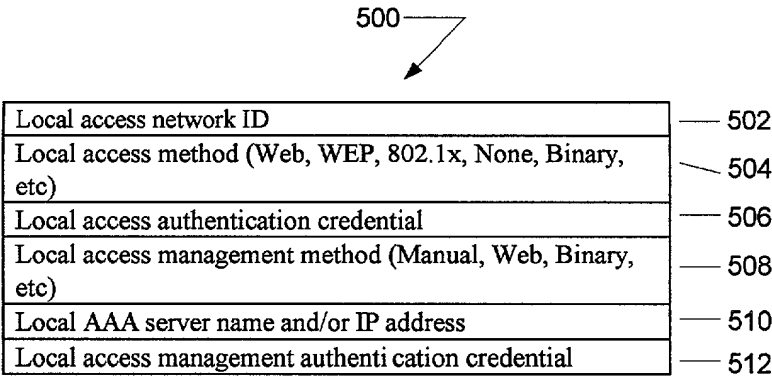 500
Local access network ID 502
Local access method (Web, WEP, 802.1x, None, Binary, 504
etc)
Local access authentication credential 506
Local access management method (Manual, Web, Binary, 508
etc)
Local AAA server name and/or IP address 510
Local access management authenti cation credential 512